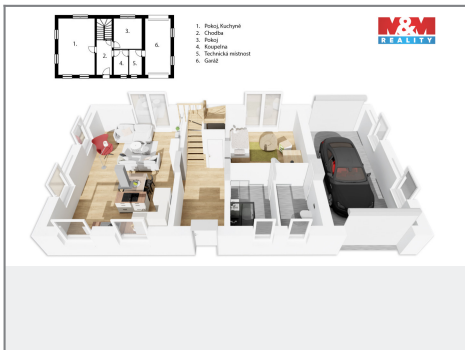 1. Pokoj, Kuchyně
2. Chodba
3. Pokoj
4. Koupelna
5. Technická místnost
6. Garáž
M&M
REALITY
1.
2.
3.
4.
5.
6.